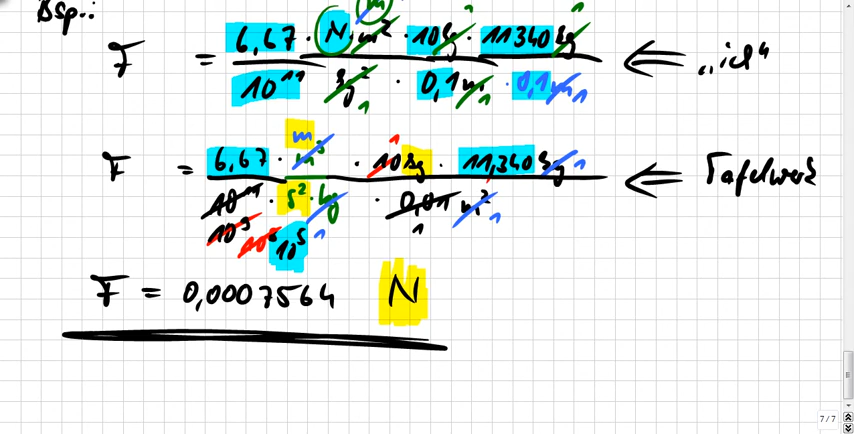 Bsp.:
F = 6,67 · N · m² · 10 kg · 11340 kg ⇐ „ich"
10¹¹ kg² · 0,1 m · 0,1 m
F = 6,67 · m³ · 10 kg · 11,340 kg ⇐ Tafelwerk
10¹¹ · s² · kg · 0,01 m²
10⁹ 10⁸ 10⁵
F = 0,0007564 N
7/7